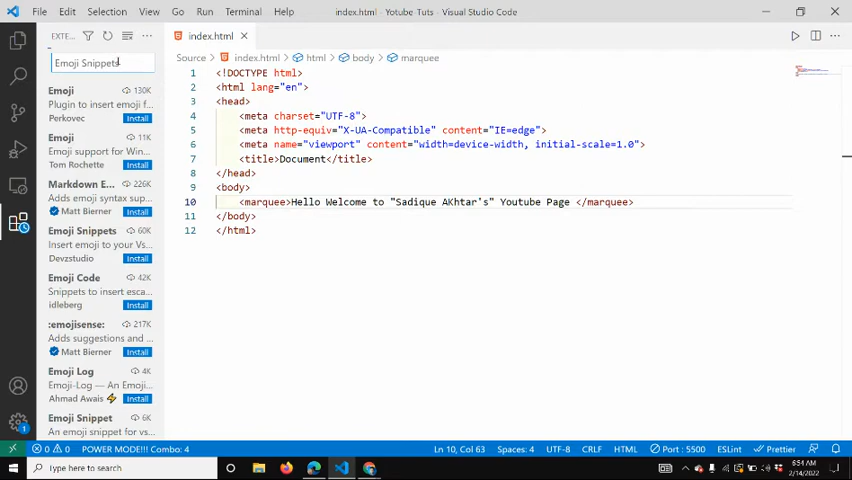 File Edit Selection View Go Run Terminal Help index.html - Yotube-Tuts - Visual Studio Code
EXTE...
index.html
Emoji Snippets
Source > index.html > html > body > marquee
Emoji 130K
Plugin to insert emoji f...
Perkovec Install
Emoji 11K
Emoji support for Win...
Tom Rochette Install
Markdown E... 226K
Adds emoji syntax sup...
Matt Bierner Install
Emoji Snippets 60K
Insert emoji to your Vs...
Devzstudio Install
Emoji Code 42K
Snippets to insert esca...
idleberg Install
:emojisense: 217K
Adds suggestions and ...
Matt Bierner Install
Emoji Log 4K
Emoji-Log — An Emoji...
Ahmad Awais ⚡ Install
Emoji Snippet 6K
An emoji snippet for vs...
1 <!DOCTYPE html>
2 <html lang="en">
3 <head>
4 <meta charset="UTF-8">
5 <meta http-equiv="X-UA-Compatible" content="IE=edge">
6 <meta name="viewport" content="width=device-width, initial-scale=1.0">
7 <title>Document</title>
8 </head>
9 <body>
10 <marquee>Hello Welcome to "Sadique AKhtar's" Youtube Page </marquee>
11 </body>
12 </html>
1
0 0 POWER MODE!!! Combo: 4 Ln 10, Col 63 Spaces: 4 UTF-8 CRLF HTML Port : 5500 ESLint Prettier
Type here to search
6:54 AM
2/14/2022